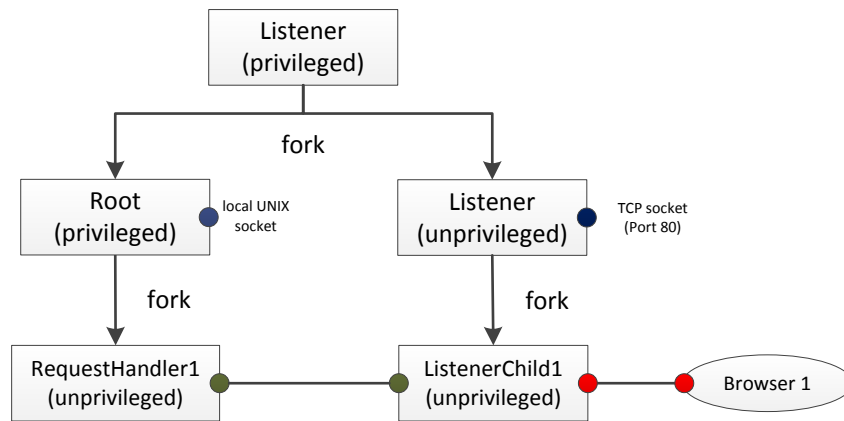 Listener
(privileged)
fork
Root
(privileged)
local UNIX
socket
Listener
(unprivileged)
TCP socket
(Port 80)
fork
fork
RequestHandler1
(unprivileged)
ListenerChild1
(unprivileged)
Browser 1